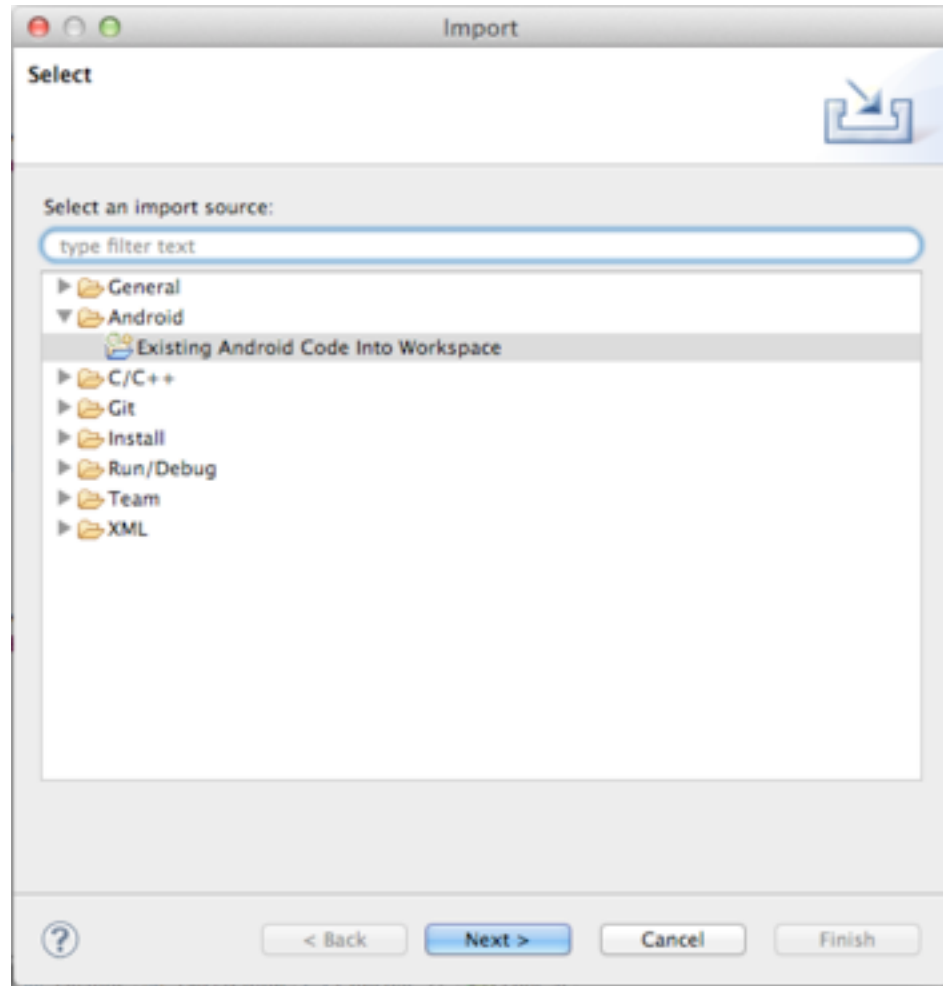 Import
Select
Select an import source:
type filter text
General
Android
Existing Android Code Into Workspace
C/C++
Git
Install
Run/Debug
Team
XML
?
< Back
Next >
Cancel
Finish